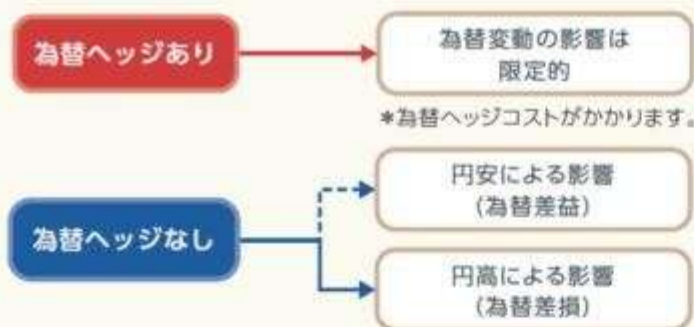 為替ヘッジあり
為替変動の影響は
限定的
*為替ヘッジコストがかかります。
為替ヘッジなし
円安による影響
(為替差益)
円高による影響
(為替差損)